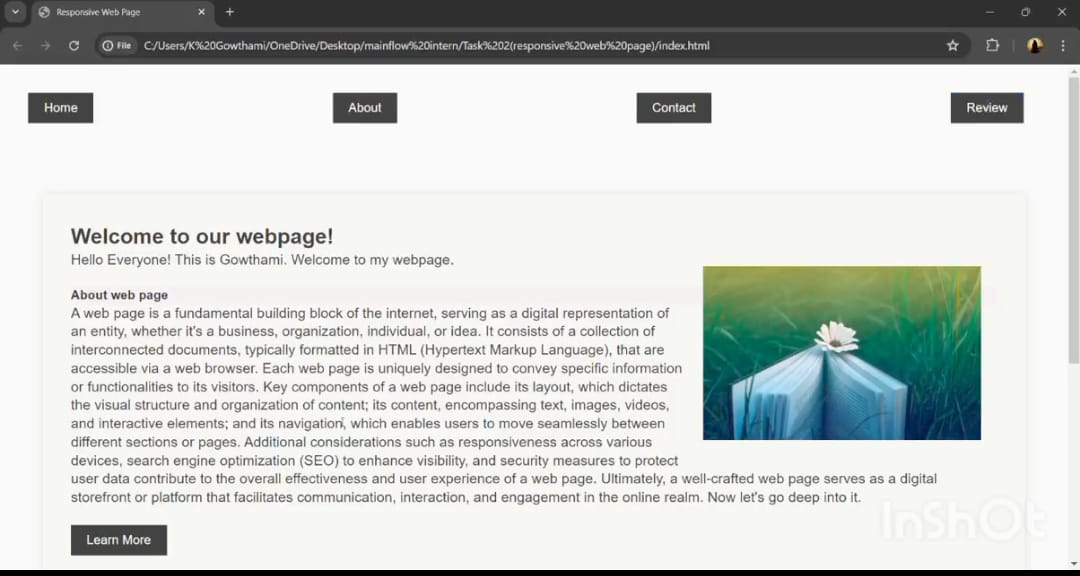 Responsive Web Page
File
C:/Users/K%20Gowthami/OneDrive/Desktop/mainflow%20intern/Task%202(responsive%20web%20page)/index.html
Home
About
Contact
Review
Welcome to our webpage!
Hello Everyone! This is Gowthami. Welcome to my webpage.
About web page
A web page is a fundamental building block of the internet, serving as a digital representation of
an entity, whether it's a business, organization, individual, or idea. It consists of a collection of
interconnected documents, typically formatted in HTML (Hypertext Markup Language), that are
accessible via a web browser. Each web page is uniquely designed to convey specific information
or functionalities to its visitors. Key components of a web page include its layout, which dictates
the visual structure and organization of content; its content, encompassing text, images, videos,
and interactive elements; and its navigation, which enables users to move seamlessly between
different sections or pages. Additional considerations such as responsiveness across various
devices, search engine optimization (SEO) to enhance visibility, and security measures to protect
user data contribute to the overall effectiveness and user experience of a web page. Ultimately, a well-crafted web page serves as a digital
storefront or platform that facilitates communication, interaction, and engagement in the online realm. Now let's go deep into it.
Learn More
InShOt